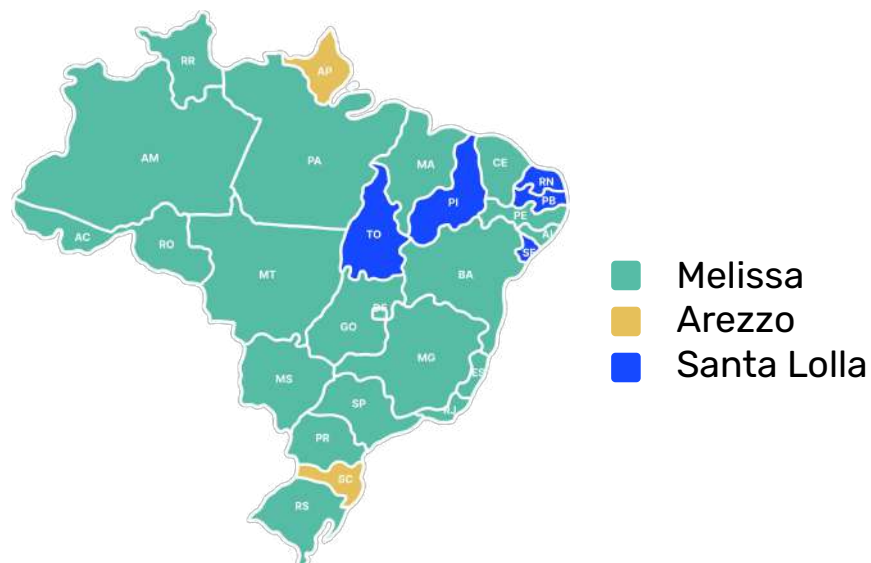 RR
AP
AM
PA
MA
CE
RN
PB
PI
PE
AL
TO
SE
AC
RO
BA
MT
DF
GO
MG
MS
ES
SP
RJ
PR
SC
RS
Melissa
Arezzo
Santa Lolla